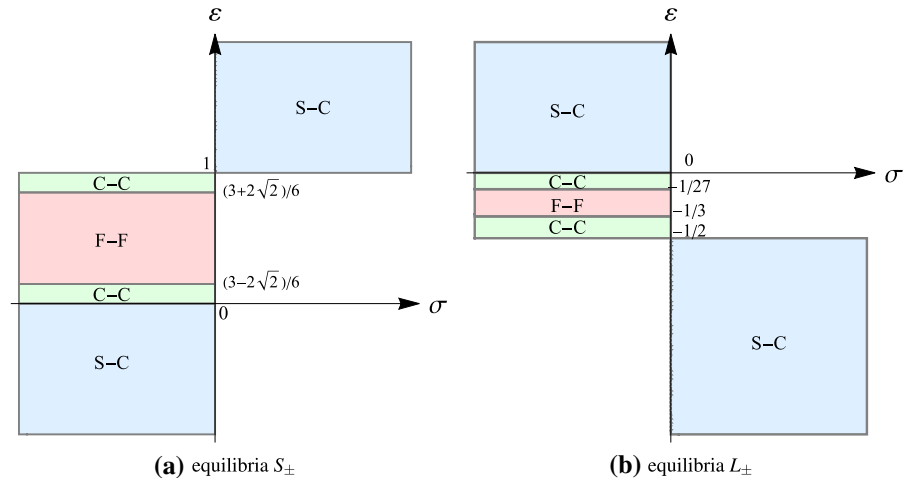 ε
S–C
1
C–C
(3+2√2)/6
F–F
(3−2√2)/6
C–C
σ
0
S–C
(a) equilibria S±
ε
S–C
0
σ
C–C
−1/27
F–F
−1/3
C–C
−1/2
S–C
(b) equilibria L±